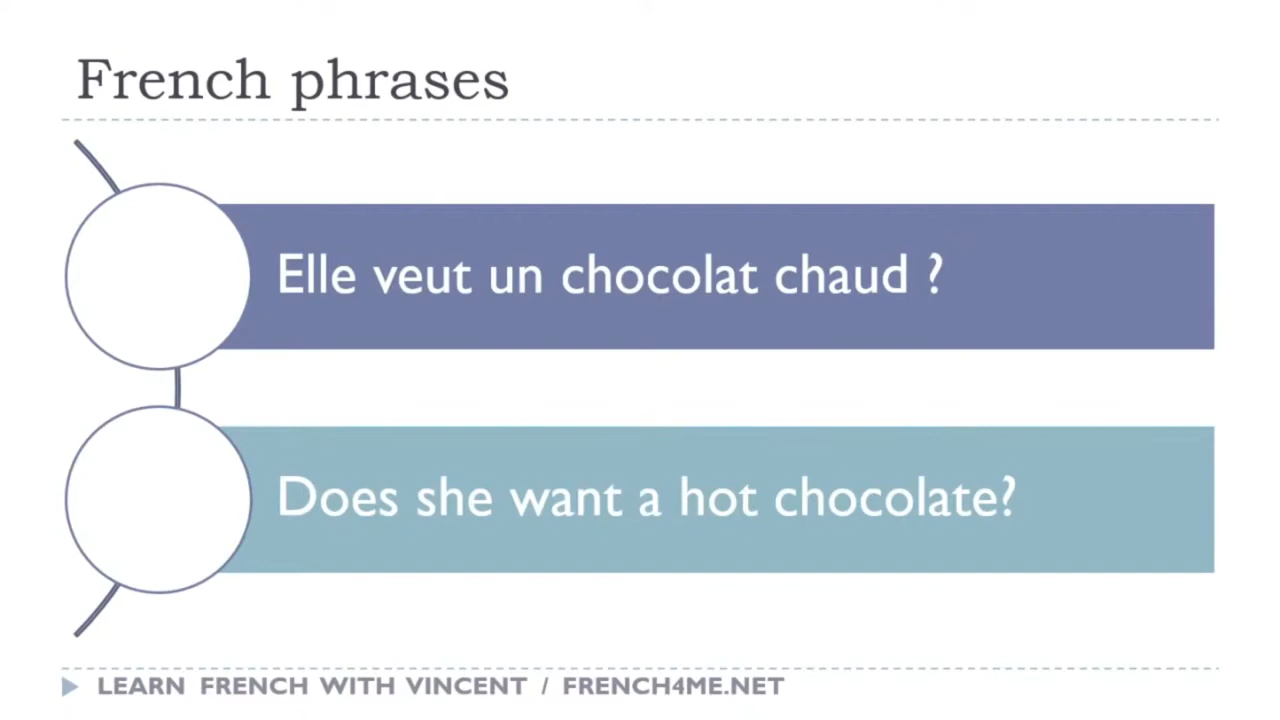 French phrases
Elle veut un chocolat chaud ?
Does she want a hot chocolate?
LEARN FRENCH WITH VINCENT / FRENCH4ME.NET